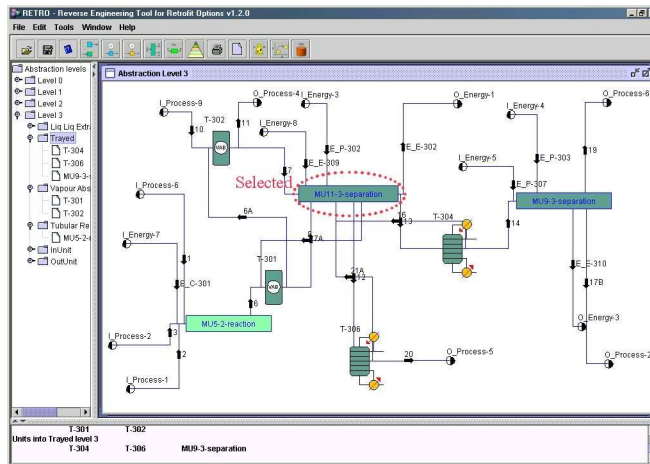 RETRO - Reverse Engineering Tool for Retrofit Options v1.2.0
File Edit Tools Window Help
Abstraction levels
Level 0
Level 1
Level 2
Level 3
Liq Liq Extr
Trayed
T-304
T-306
MU9-3-s
Vapour Abs
T-301
T-302
Tubular Re
MU5-2-r
InUnit
OutUnit
Abstraction Level 3
I_Process-9
O_Process-4
I_Energy-3
O_Energy-1
O_Process-6
I_Energy-4
10
T-302
11
I_Energy-8
VAB
E_P-302
E_E-302
E_P-303
19
7
E_E-309
I_Energy-5
E_P-307
Selected
I_Process-6
MU11-3-separation
MU9-3-separation
6A
16
13
T-304
14
I_Energy-7
17A
1
T-301
21A
12
E_E-310
E_C-301
VAB
17B
6
MU5-2-reaction
T-306
O_Energy-3
I_Process-2
3
2
20
O_Process-5
O_Process-2
I_Process-1
T-301 T-302
Units into Trayed level 3
T-304 T-306 MU9-3-separation